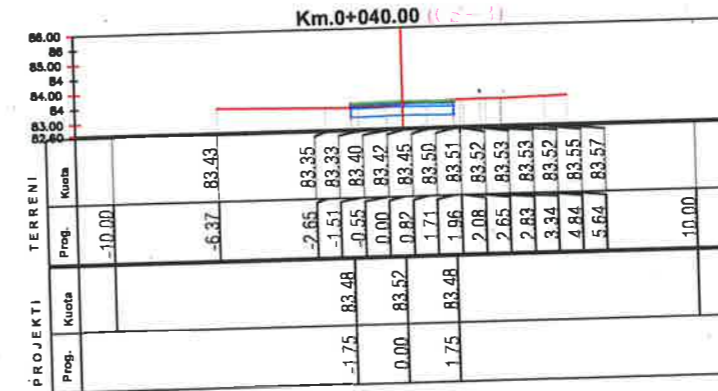 Km.0+040.00
86.00
86
85.00
84
84.00
84
83.00
82.60
TERRENI
Kuota
83.43 83.35 83.33 83.40 83.42 83.45 83.50 83.51 83.52 83.53 83.53 83.52 83.55 83.57
Prog.
-10.00 -6.37 -2.65 -1.51 -0.55 0.00 0.82 1.71 1.96 2.08 2.65 2.83 3.34 4.84 5.64 10.00
PROJEKTI
Kuota
83.48 83.52 83.48
Prog.
-1.75 0.00 1.75